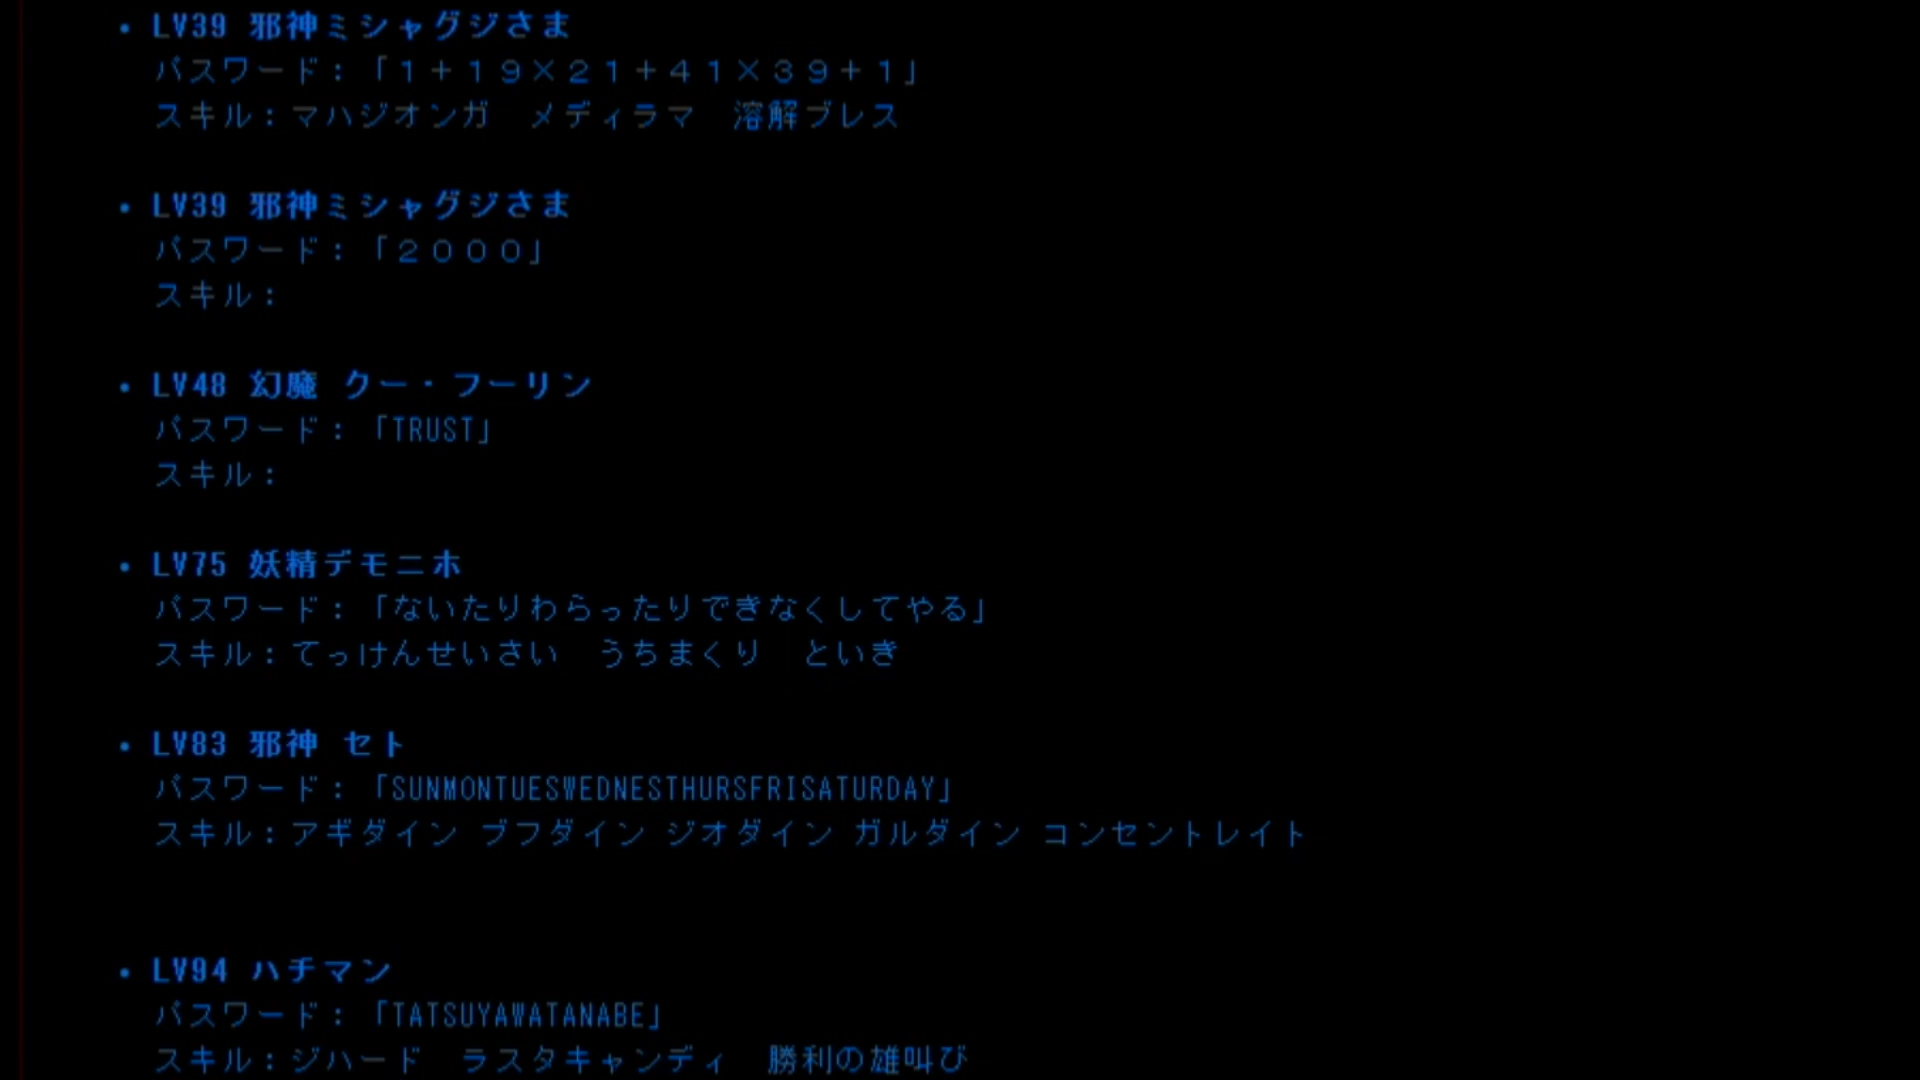 • LV39 邪神ミシャグジさま
パスワード：「１＋１９×２１＋４１×３９＋１」
スキル：マハジオンガ　メディラマ　溶解ブレス
• LV39 邪神ミシャグジさま
パスワード：「２０００」
スキル：
• LV48 幻魔 クー・フーリン
パスワード：「TRUST」
スキル：
• LV75 妖精デモニホ
パスワード：「ないたりわらったりできなくしてやる」
スキル：てっけんせいさい　うちまくり　といき
• LV83 邪神 セト
パスワード：「SUNMONTUESWEDNESTHURSFRISATURDAY」
スキル：アギダイン ブフダイン ジオダイン ガルダイン コンセントレイト
• LV94 ハチマン
パスワード：「TATSUYAWATANABE」
スキル：ジハード　ラスタキャンディ　勝利の雄叫び